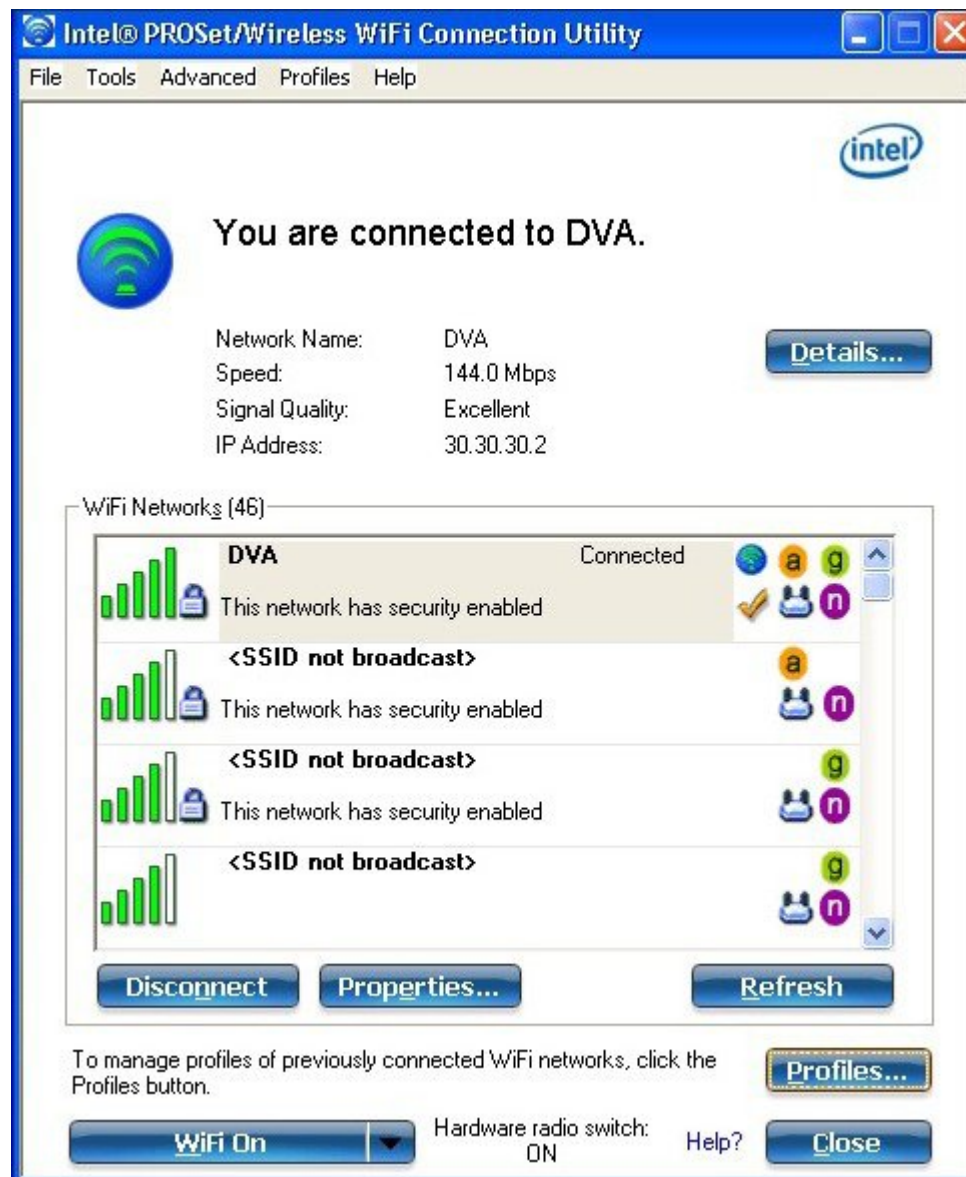 Intel® PROSet/Wireless WiFi Connection Utility
File Tools Advanced Profiles Help
intel
You are connected to DVA.
Network Name: DVA
Speed: 144.0 Mbps
Signal Quality: Excellent
IP Address: 30.30.30.2
Details...
WiFi Networks (46)
DVA Connected a g
This network has security enabled n
<SSID not broadcast> a
This network has security enabled n
<SSID not broadcast> g
This network has security enabled n
<SSID not broadcast> g
n
Disconnect Properties... Refresh
To manage profiles of previously connected WiFi networks, click the
Profiles button.
Profiles...
WiFi On
Hardware radio switch:
ON
Help?
Close